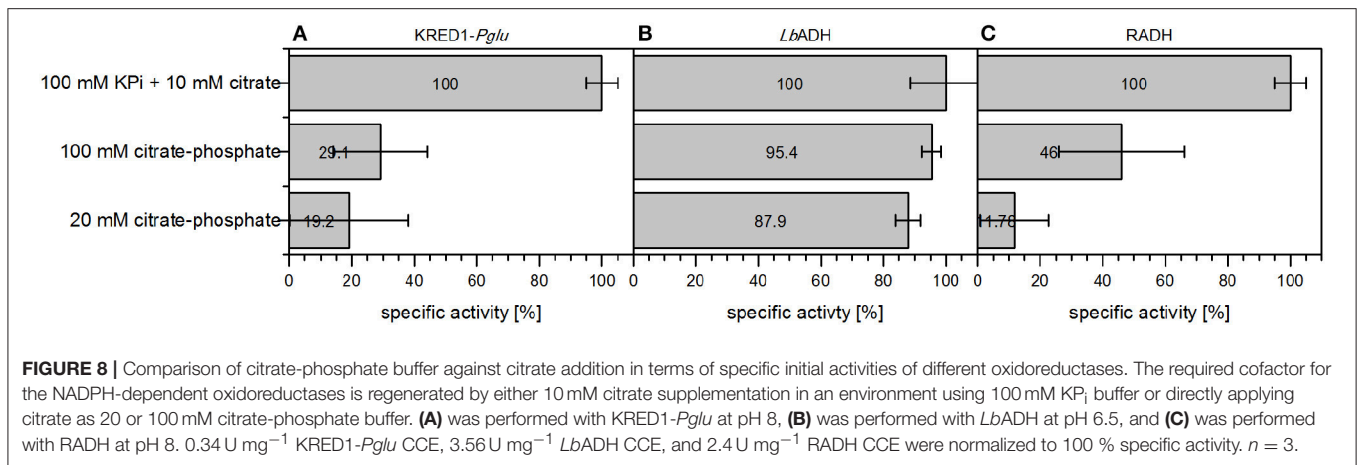 A KRED1-Pglu B LbADH C RADH
100 mM KPi + 10 mM citrate 100 100 100
100 mM citrate-phosphate 29.1 95.4 46
20 mM citrate-phosphate 19.2 87.9 11.78
0 20 40 60 80 100 0 20 40 60 80 100 0 20 40 60 80 100
specific activity [%] specific activity [%] specific activity [%]
FIGURE 8 | Comparison of citrate-phosphate buffer against citrate addition in terms of specific initial activities of different oxidoreductases. The required cofactor for
the NADPH-dependent oxidoreductases is regenerated by either 10 mM citrate supplementation in an environment using 100 mM KPi buffer or directly applying
citrate as 20 or 100 mM citrate-phosphate buffer. (A) was performed with KRED1-Pglu at pH 8, (B) was performed with LbADH at pH 6.5, and (C) was performed
with RADH at pH 8. 0.34 U mg−1 KRED1-Pglu CCE, 3.56 U mg−1 LbADH CCE, and 2.4 U mg−1 RADH CCE were normalized to 100 % specific activity. n = 3.